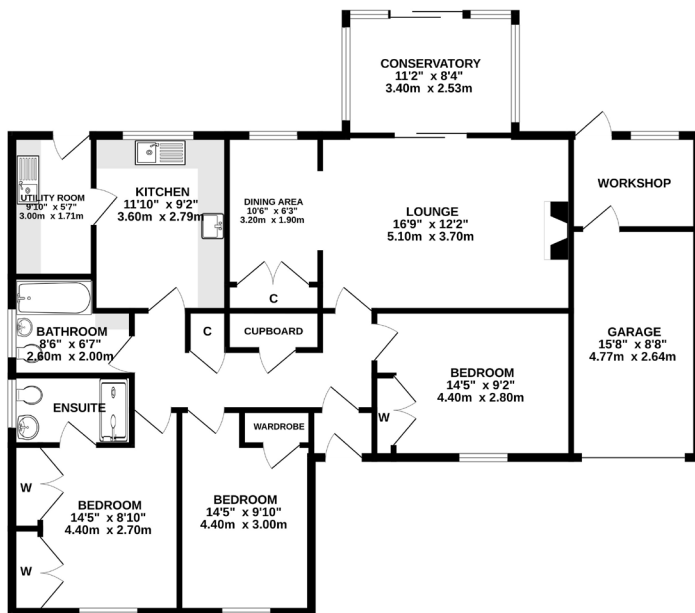 CONSERVATORY
11'2" x 8'4"
3.40m x 2.53m
UTILITY ROOM
9'10" x 5'7"
3.00m x 1.71m
KITCHEN
11'10" x 9'2"
3.60m x 2.79m
DINING AREA
10'6" x 6'3"
3.20m x 1.90m
C
LOUNGE
16'9" x 12'2"
5.10m x 3.70m
WORKSHOP
BATHROOM
8'6" x 6'7"
2.60m x 2.00m
C
CUPBOARD
BEDROOM
14'5" x 9'2"
4.40m x 2.80m
W
GARAGE
15'8" x 8'8"
4.77m x 2.64m
ENSUITE
WARDROBE
W
W
BEDROOM
14'5" x 8'10"
4.40m x 2.70m
BEDROOM
14'5" x 9'10"
4.40m x 3.00m